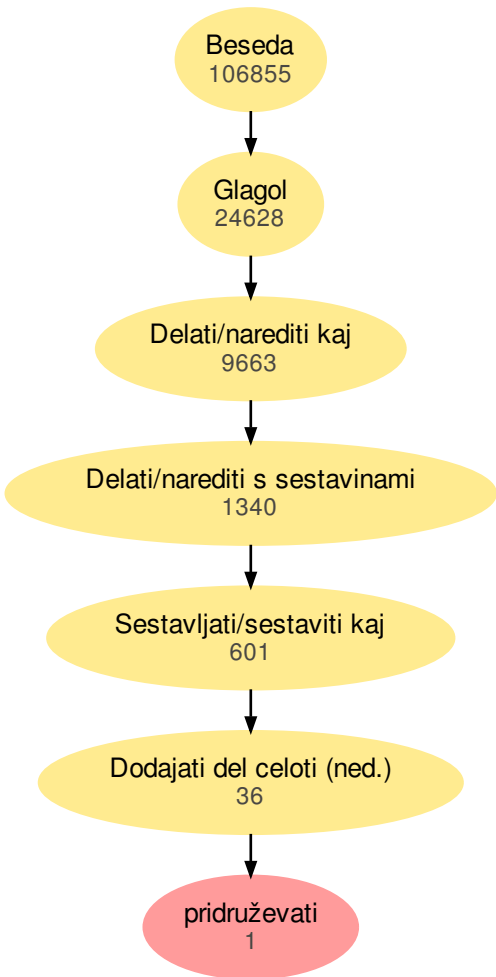 Beseda
106855
Glagol
24628
Delati/narediti kaj
9663
Delati/narediti s sestavinami
1340
Sestavljati/sestaviti kaj
601
Dodajati del celoti (ned.)
36
pridruževati
1